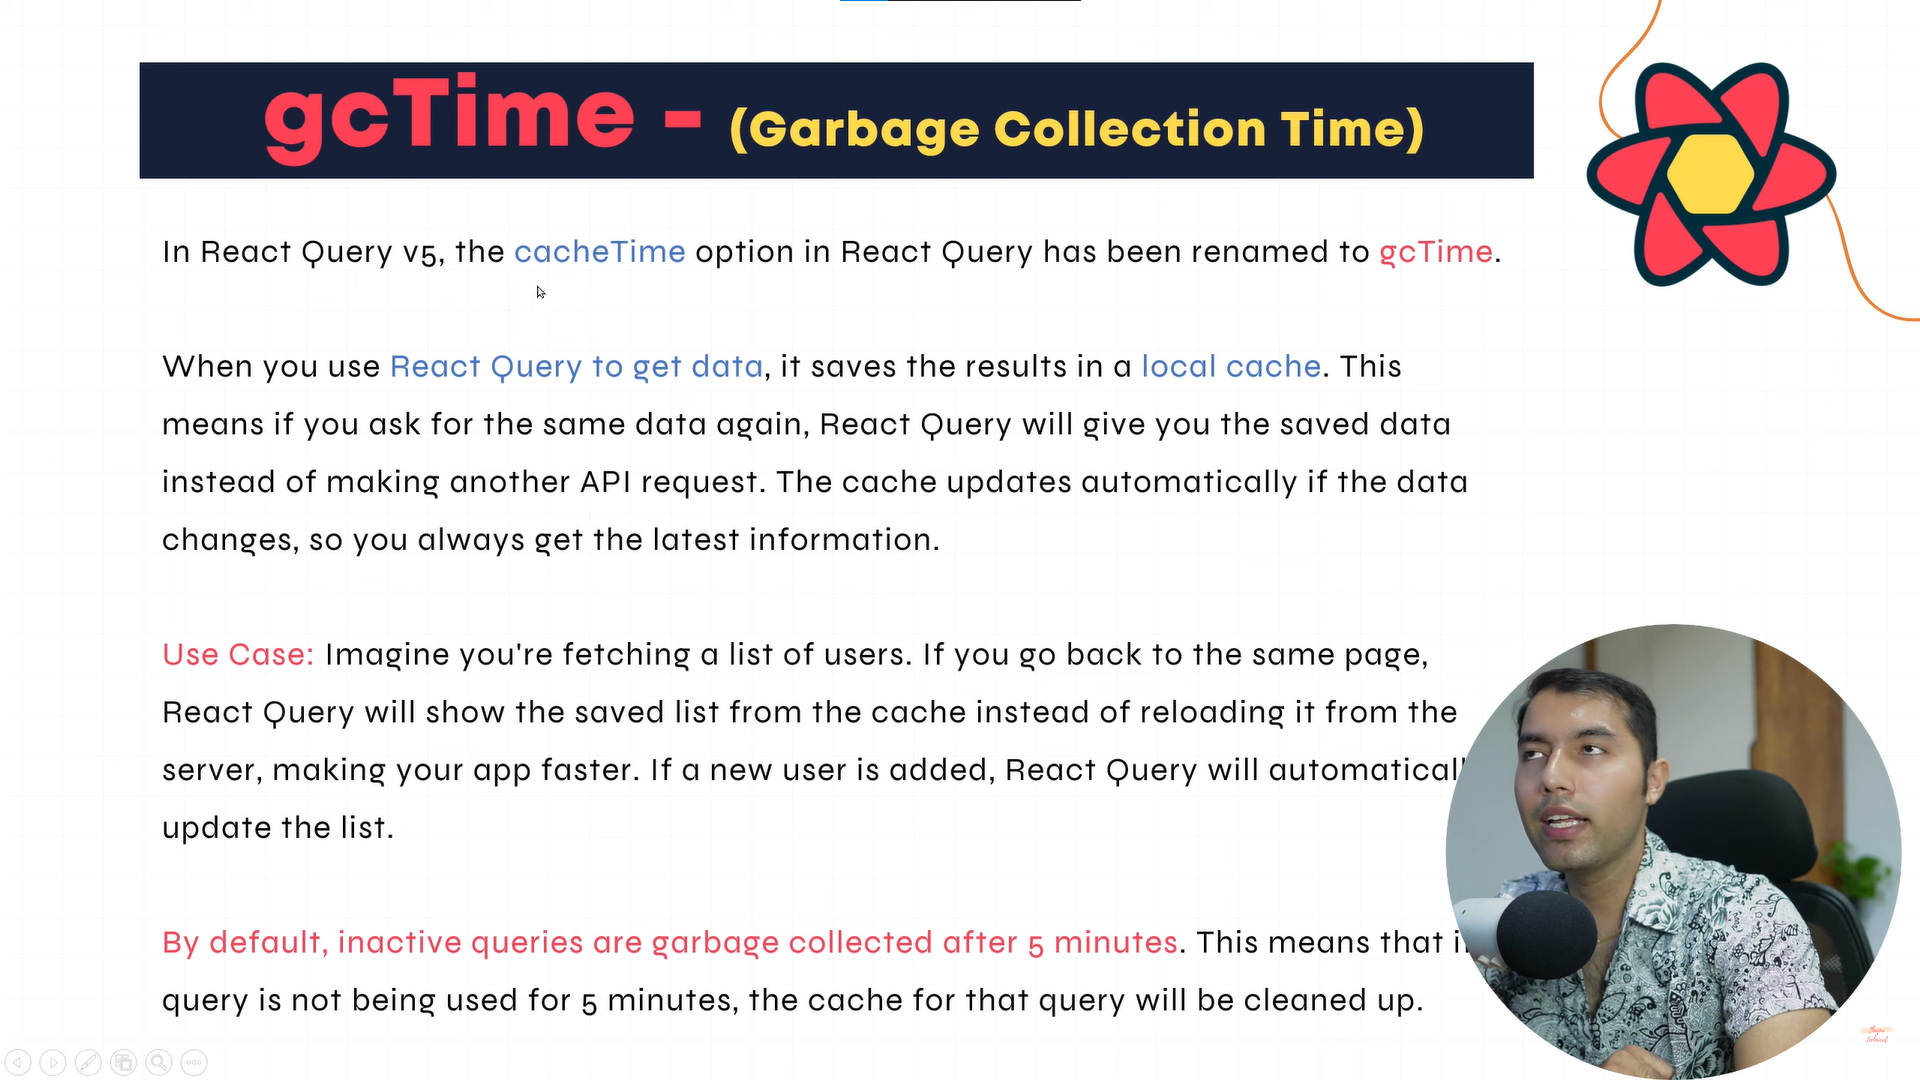 gcTime - (Garbage Collection Time)
In React Query v5, the cacheTime option in React Query has been renamed to gcTime.
When you use React Query to get data, it saves the results in a local cache. This
means if you ask for the same data again, React Query will give you the saved data
instead of making another API request. The cache updates automatically if the data
changes, so you always get the latest information.
Use Case: Imagine you're fetching a list of users. If you go back to the same page,
React Query will show the saved list from the cache instead of reloading it from the
server, making your app faster. If a new user is added, React Query will
update the list.
By default, inactive queries are garbage collected after 5 minutes. This means that
query is not being used for 5 minutes, the cache for that query will be cleaned up.